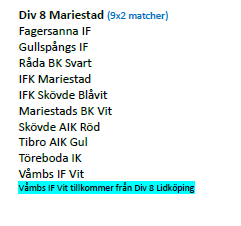 Div 8 Mariestad (9x2 matcher)
Fagersanna IF
Gullspångs IF
Råda BK Svart
IFK Mariestad
IFK Skövde Blåvit
Mariestads BK Vit
Skövde AIK Röd
Tibro AIK Gul
Töreboda IK
Våmbs IF Vit
Våmbs IF Vit tillkommer från Div 8 Lidköping